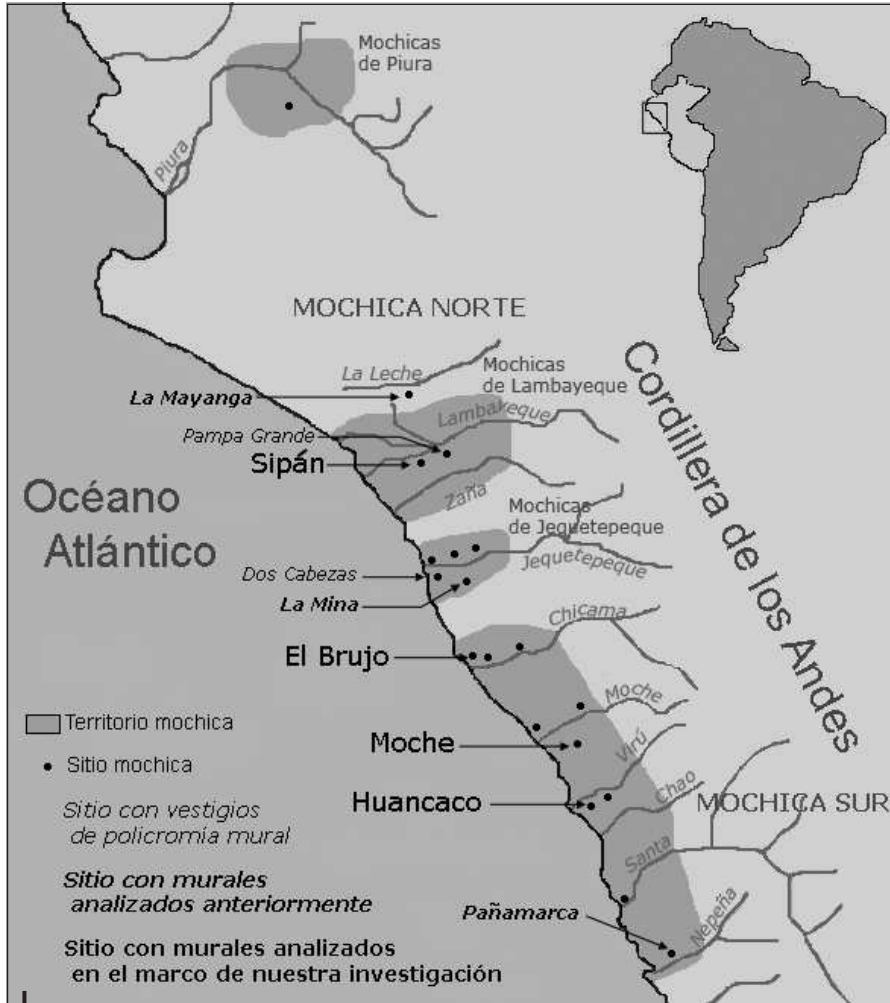 Mochicas
de Piura
Piura
MOCHICA NORTE
La Leche
Mochicas
de Lambayeque
La Mayanga
Lambayeque
Pampa Grande
Sipán
Zaña
Océano
Atlántico
Cordillera de los Andes
Mochicas
de Jequetepeque
Jequetepeque
Dos Cabezas
La Mina
Chicama
El Brujo
Moche
Moche
Virú
Huancaco
Chao
MOCHICA SUR
Santa
Pañamarca
Nepeña
Territorio mochica
Sitio mochica
Sitio con vestigios
de policromía mural
Sitio con murales
analizados anteriormente
Sitio con murales analizados
en el marco de nuestra investigación